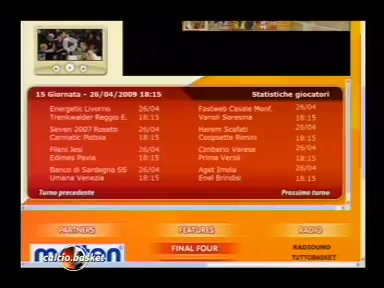 15 Giornata - 26/04/2009 18:15 Statistiche giocatori
Energetic Livorno 26/04 Fastweb Casale Monf. 26/04
Trenkwalder Reggio E. 18:15 Vanoli Soresina 18:15
Seven 2007 Roseto 26/04 Harem Scafati 26/04
Carmatic Pistoia 18:15 Coopsette Rimini 18:15
Fileni Jesi 26/04 Cimberio Varese 26/04
Edimes Pavia 18:15 Prima Veroli 18:15
Banco di Sardegna SS 26/04 Aget Imola 26/04
Umana Venezia 18:15 Enel Brindisi 18:15
Turno precedente Prossimo turno
PARTNERS FEATURES RADIO
molten FINAL FOUR RADIOUNO
calcio.basket TUTTOBASKET